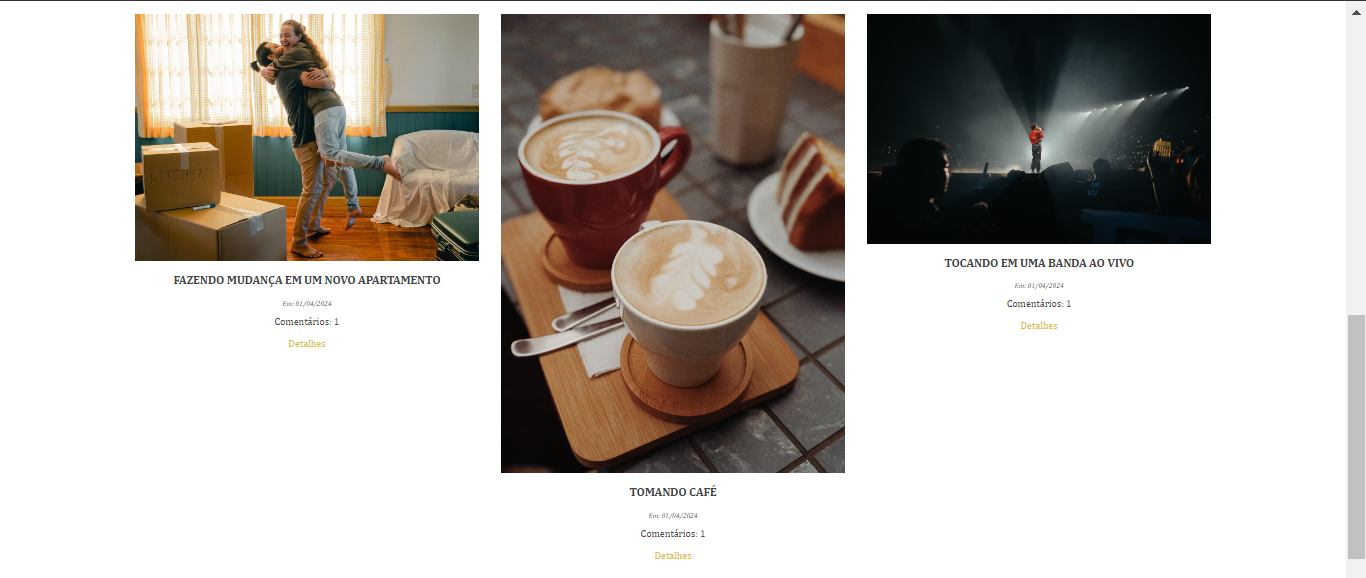 KITCHEN
FAZENDO MUDANÇA EM UM NOVO APARTAMENTO
Em: 01/04/2024
Comentários: 1
Detalhes
TOMANDO CAFÉ
Em: 01/04/2024
Comentários: 1
Detalhes
TOCANDO EM UMA BANDA AO VIVO
Em: 01/04/2024
Comentários: 1
Detalhes